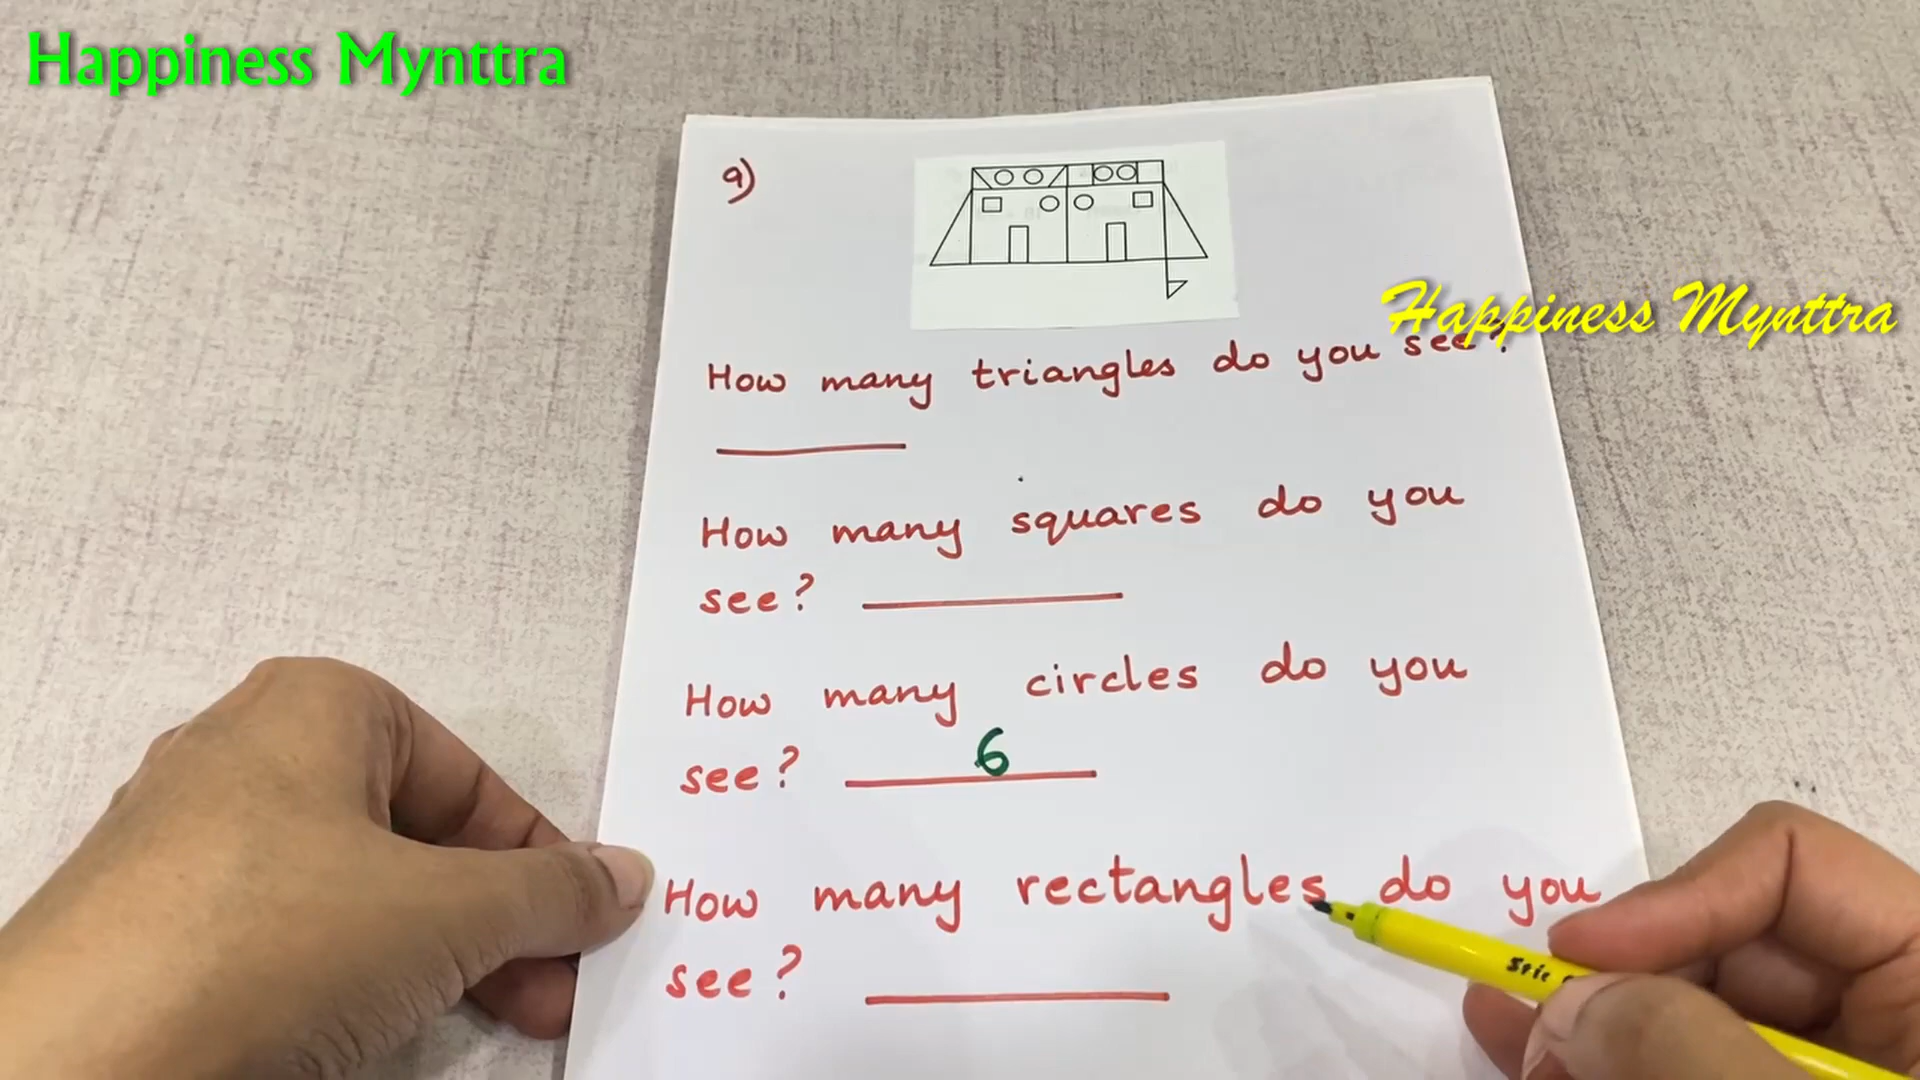 Happiness Mynttra
9)
Happiness Mynttra
How many triangles do you see?
How many squares do you
see?
How many circles do you
see? 6
How many rectangles do you
see?